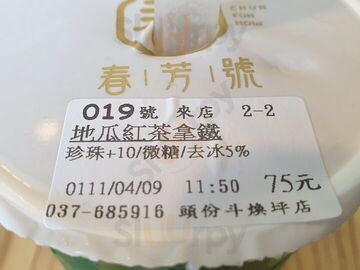 CHUN
FUN
HOW
春芳號
019號 來店 2-2
地瓜紅茶拿鐵
珍珠+10/微糖/去冰5%
0111/04/09 11:50 75元
037-685916 頭份斗煥坪店